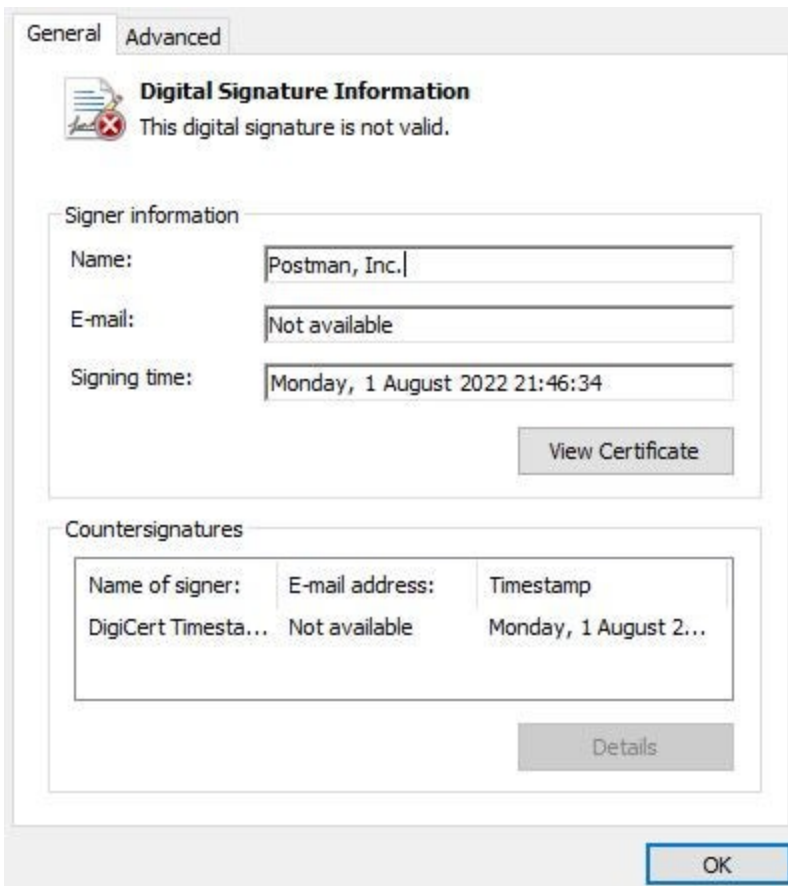 General Advanced
Digital Signature Information
This digital signature is not valid.
Signer information
Name: Postman, Inc.
E-mail: Not available
Signing time: Monday, 1 August 2022 21:46:34
View Certificate
Countersignatures
Name of signer: E-mail address: Timestamp
DigiCert Timesta... Not available Monday, 1 August 2...
Details
OK